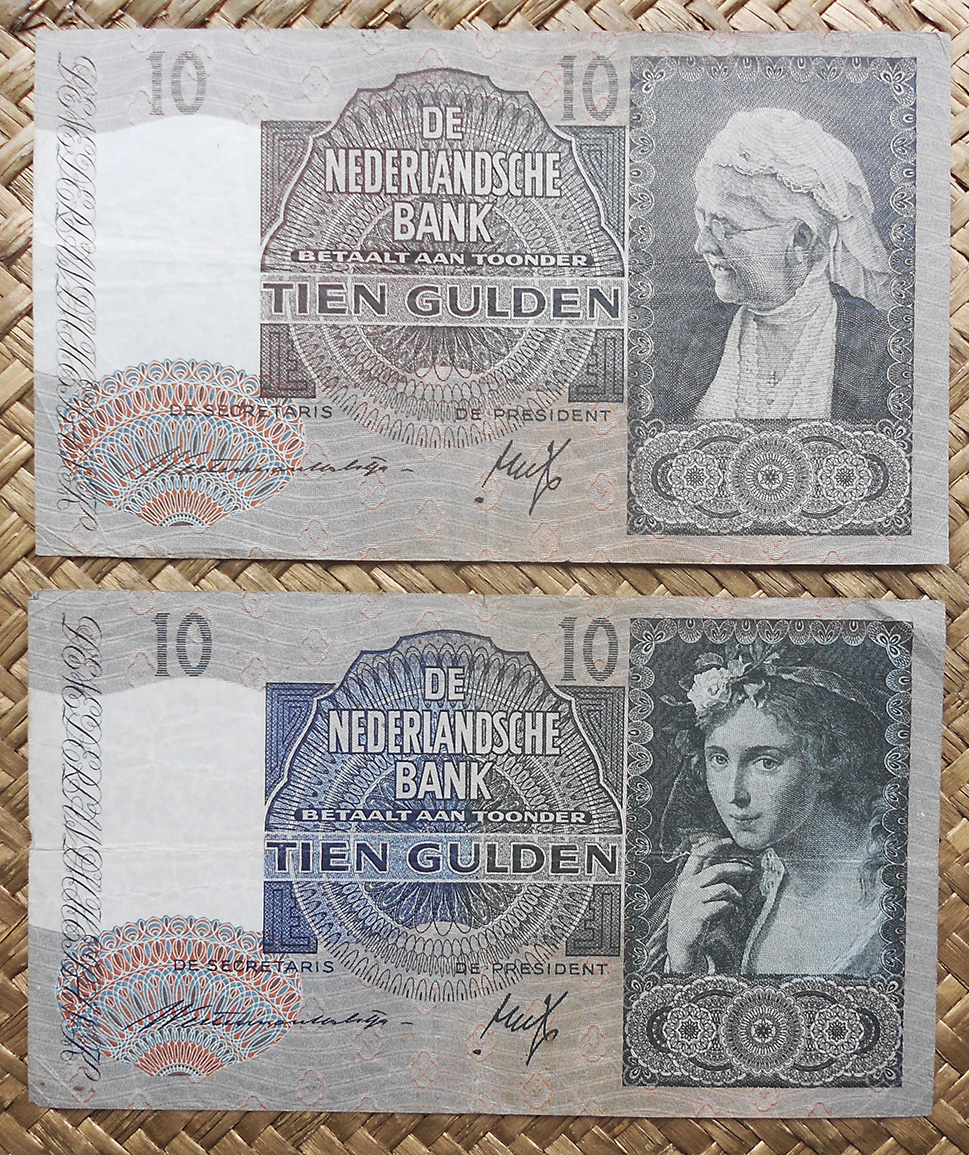 10 10
DE
NEDERLANDSCHE
BANK
BETAALT AAN TOONDER
TIEN GULDEN
DE SECRETARIS DE PRESIDENT
10 10
DE
NEDERLANDSCHE
BANK
BETAALT AAN TOONDER
TIEN GULDEN
DE SECRETARIS DE PRESIDENT